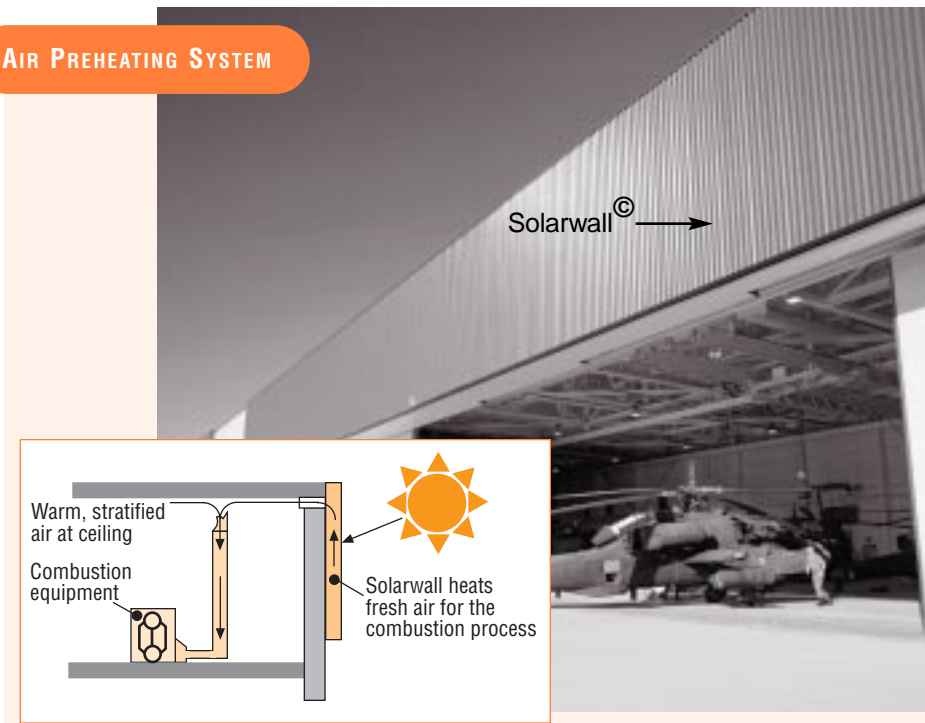 AIR PREHEATING SYSTEM
Solarwall©
Warm, stratified
air at ceiling
Combustion
equipment
Solarwall heats
fresh air for the
combustion process